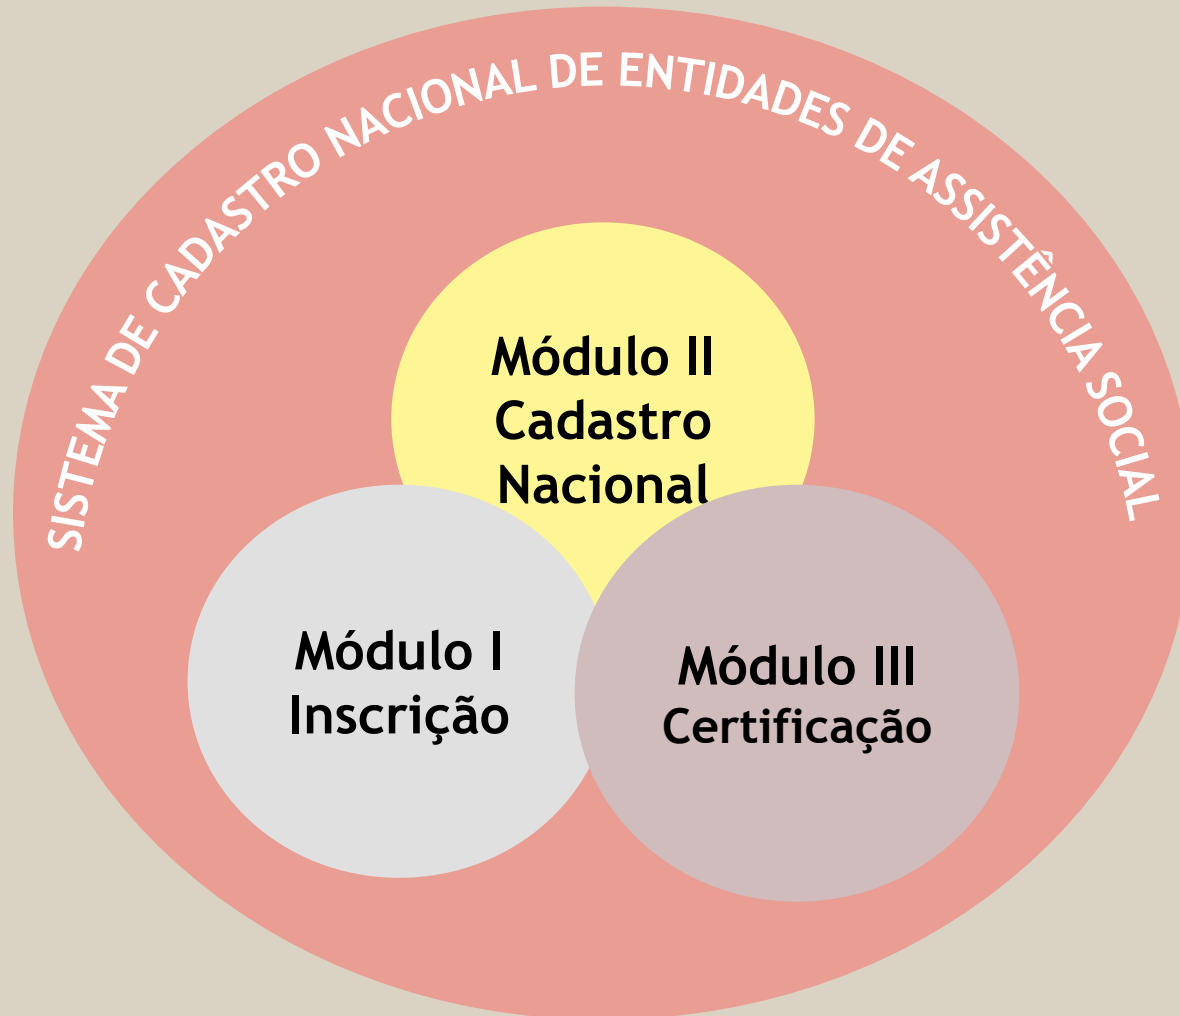 SISTEMA DE CADASTRO NACIONAL DE ENTIDADES DE ASSISTÊNCIA SOCIAL
Módulo II
Cadastro
Nacional
Módulo I
Inscrição
Módulo III
Certificação